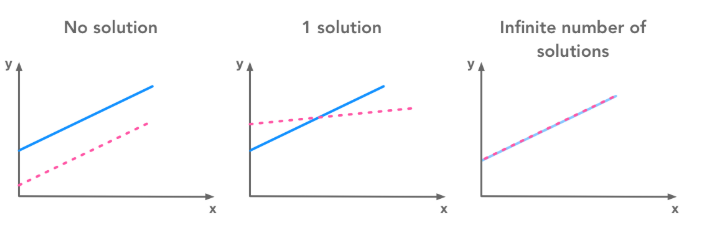 No solution
y
x
1 solution
y
x
Infinite number of
solutions
y
x